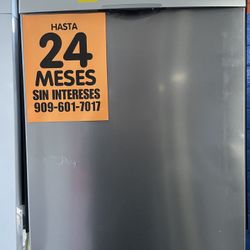 HASTA
24
MESES
SIN INTERESES
909-601-7017